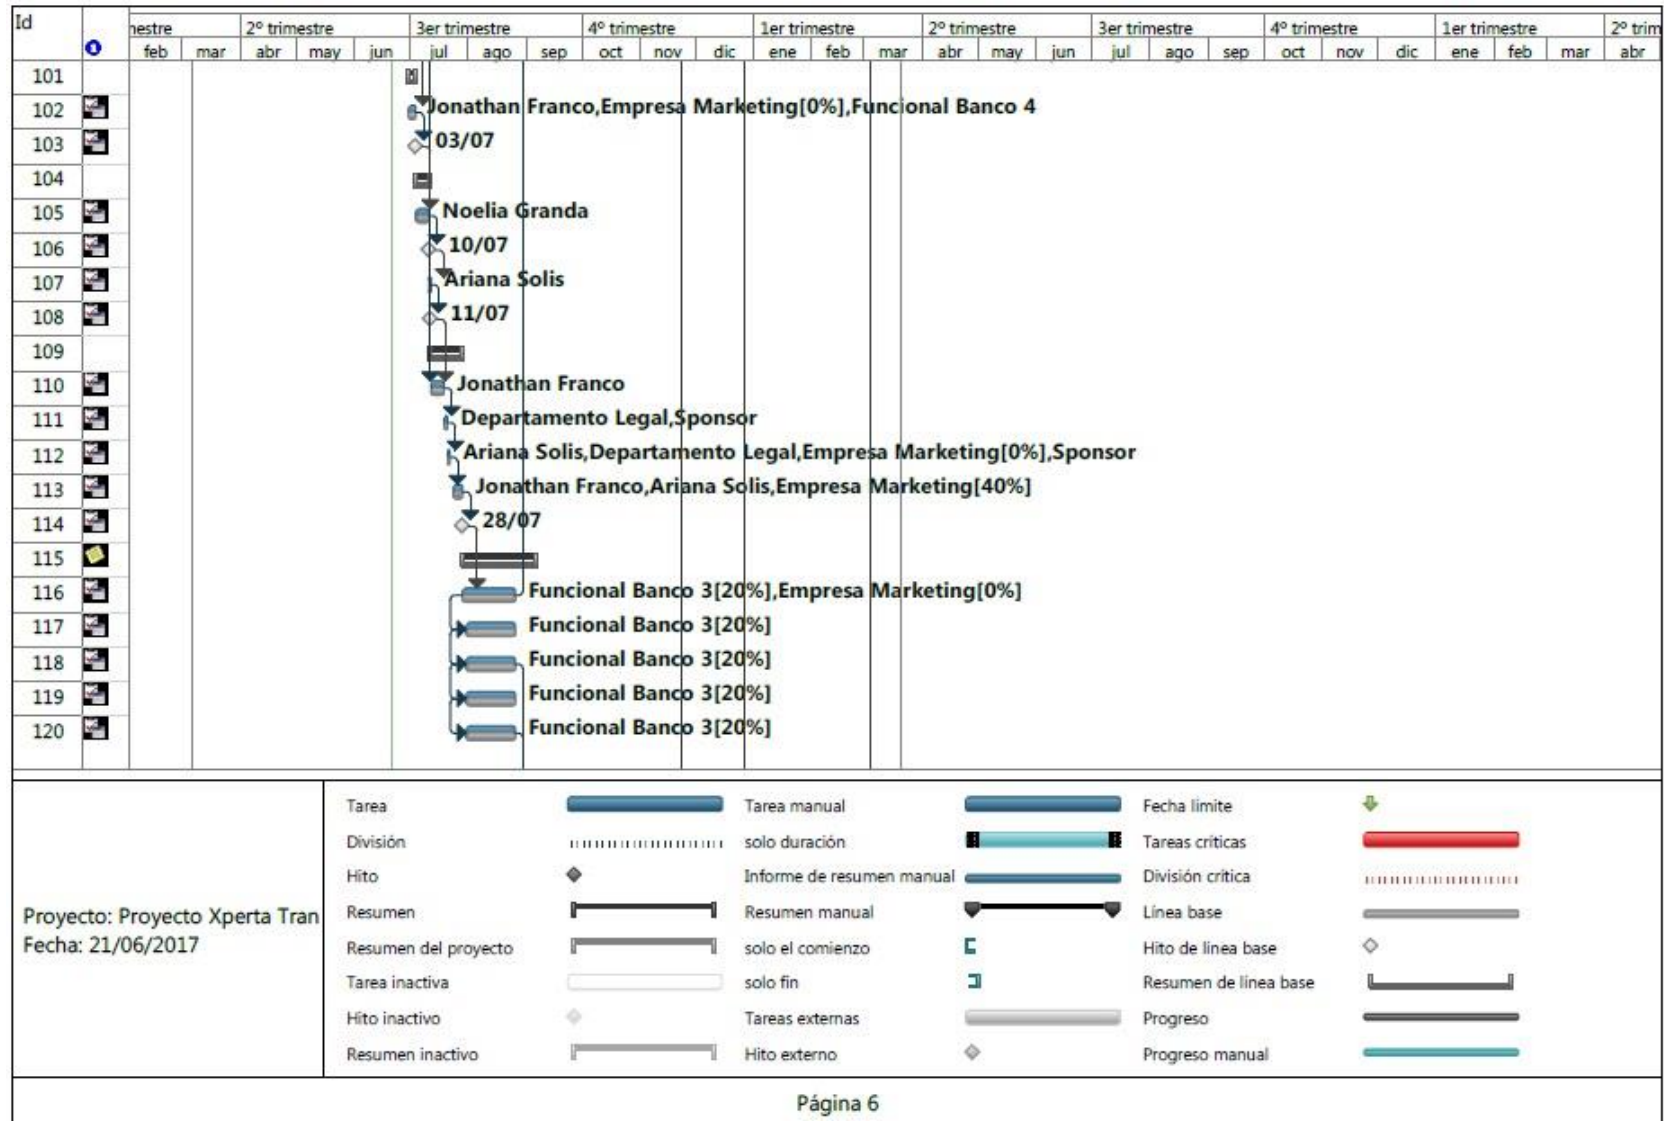 Id
nestre 2º trimestre 3er trimestre 4º trimestre 1er trimestre 2º trimestre 3er trimestre 4º trimestre 1er trimestre 2º trim
feb mar abr may jun jul ago sep oct nov dic ene feb mar abr may jun jul ago sep oct nov dic ene feb mar abr
101
102 Jonathan Franco,Empresa Marketing[0%],Funcional Banco 4
103 03/07
104
105 Noelia Granda
106 10/07
107 Ariana Solis
108 11/07
109
110 Jonathan Franco
111 Departamento Legal,Sponsor
112 Ariana Solis,Departamento Legal,Empresa Marketing[0%],Sponsor
113 Jonathan Franco,Ariana Solis,Empresa Marketing[40%]
114 28/07
115
116 Funcional Banco 3[20%],Empresa Marketing[0%]
117 Funcional Banco 3[20%]
118 Funcional Banco 3[20%]
119 Funcional Banco 3[20%]
120 Funcional Banco 3[20%]
Proyecto: Proyecto Xperta Tran
Fecha: 21/06/2017
Tarea Tarea manual Fecha límite
División solo duración Tareas críticas
Hito Informe de resumen manual División crítica
Resumen Resumen manual Línea base
Resumen del proyecto solo el comienzo Hito de línea base
Tarea inactiva solo fin Resumen de línea base
Hito inactivo Tareas externas Progreso
Resumen inactivo Hito externo Progreso manual
Página 6